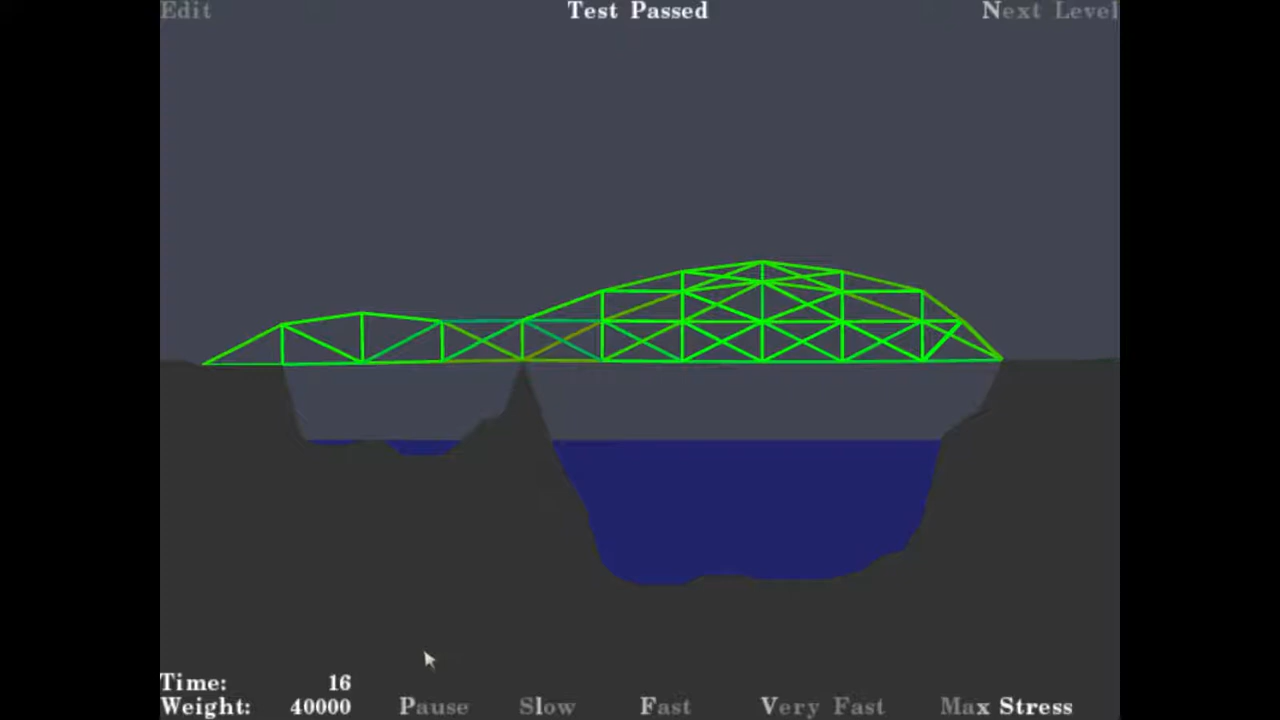 Edit Test Passed Next Level
Time: 16
Weight: 40000 Pause Slow Fast Very Fast Max Stress